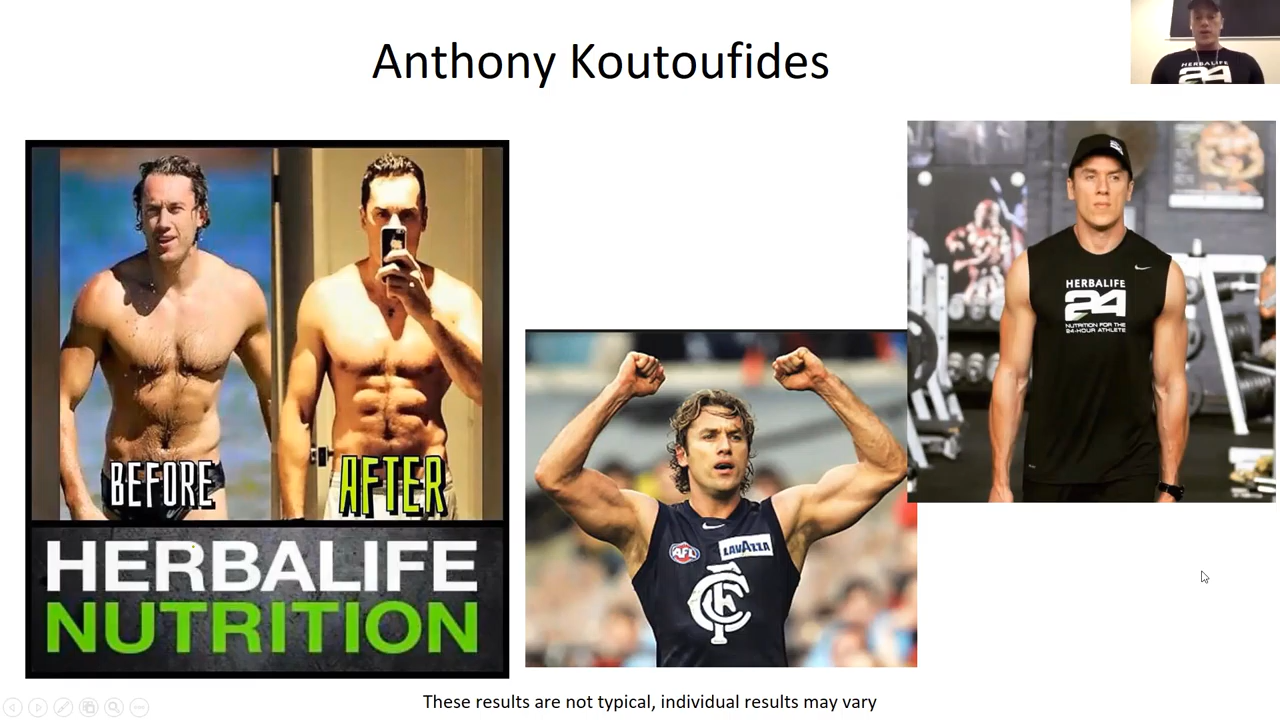 Anthony Koutoufides
HERBALIFE
24
BEFORE
AFTER
HERBALIFE
NUTRITION
AFL
LAVAZZA
CFC
HERBALIFE
24
NUTRITION FOR THE
24-HOUR ATHLETE
These results are not typical, individual results may vary